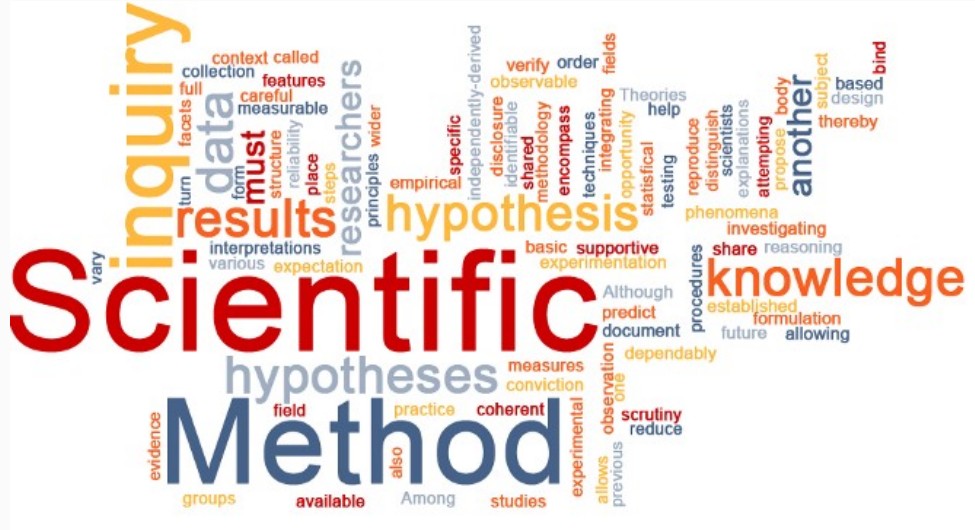 inquiry
context called
collection
features
full
careful
measurable
facets
data
turn
form
must
structure
reliability
place
steps
researchers
wider
principles
results
interpretations
various
expectation
vary
empirical
specific
independently-derived
verify
order
fields
observable
disclosure
identifiable
shared
methodology
encompass
techniques
integrating
opportunity
Theories
help
statistical
testing
reproduce
distinguish
scientists
explanations
attempting
propose
body
another
subject
bind
based
design
thereby
hypothesis
phenomena
investigating
basic
supportive
experimentation
share
reasoning
Scientific
procedures
knowledge
Although
predict
document
established
formulation
future
allowing
dependably
hypotheses
measures
conviction
observation
one
scrutiny
reduce
Method
evidence
field
practice
coherent
also
experimental
allows
previous
groups
available
Among
studies